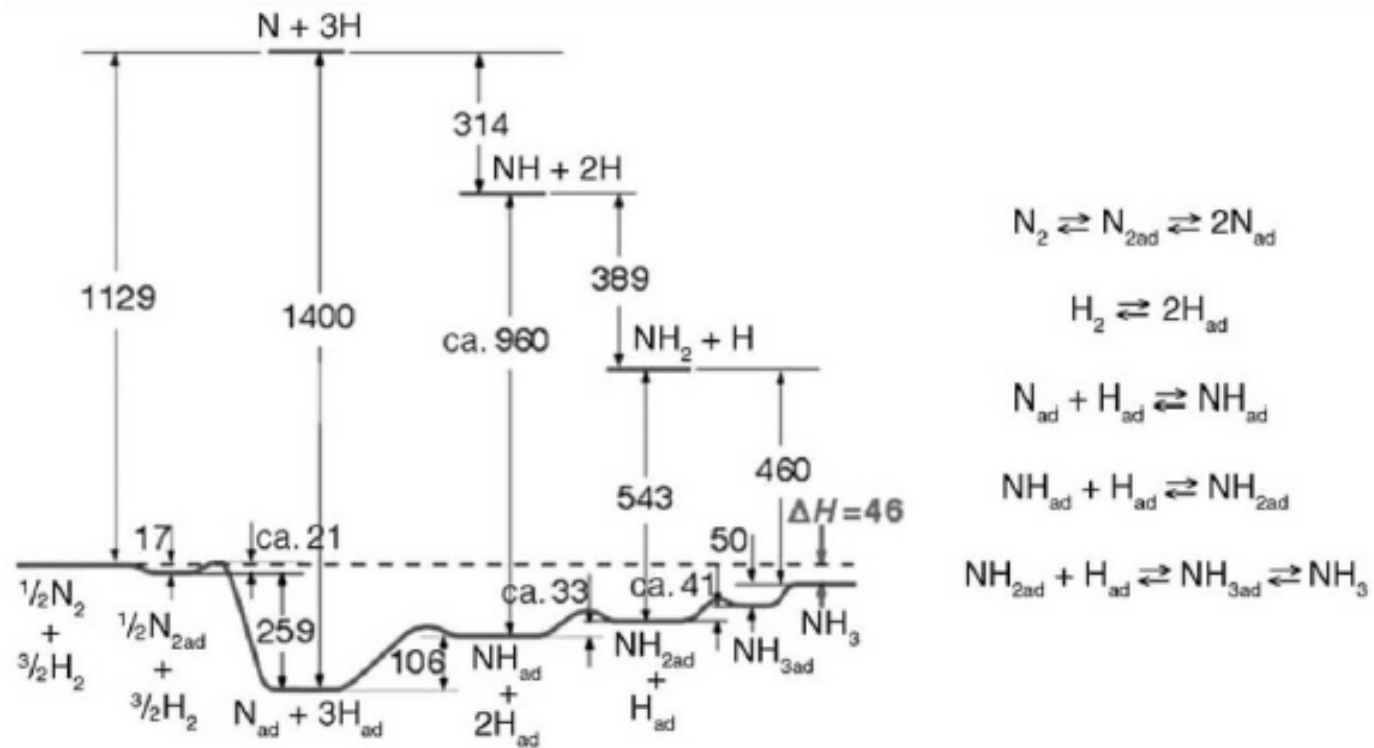 N + 3H
314
NH + 2H
1129
1400
ca. 960
389
NH₂ + H
543
460
ΔH = 46
17
ca. 21
50
½N₂
+
³/₂H₂
½N₂ad
+
³/₂H₂
259
Nad + 3Had
106
ca. 33
NHad
+
2Had
ca. 41
NH₂ad
+
Had
NH₃ad
NH₃
N₂ ⇄ N₂ad ⇄ 2Nad
H₂ ⇄ 2Had
Nad + Had ⇄ NHad
NHad + Had ⇄ NH₂ad
NH₂ad + Had ⇄ NH₃ad ⇄ NH₃